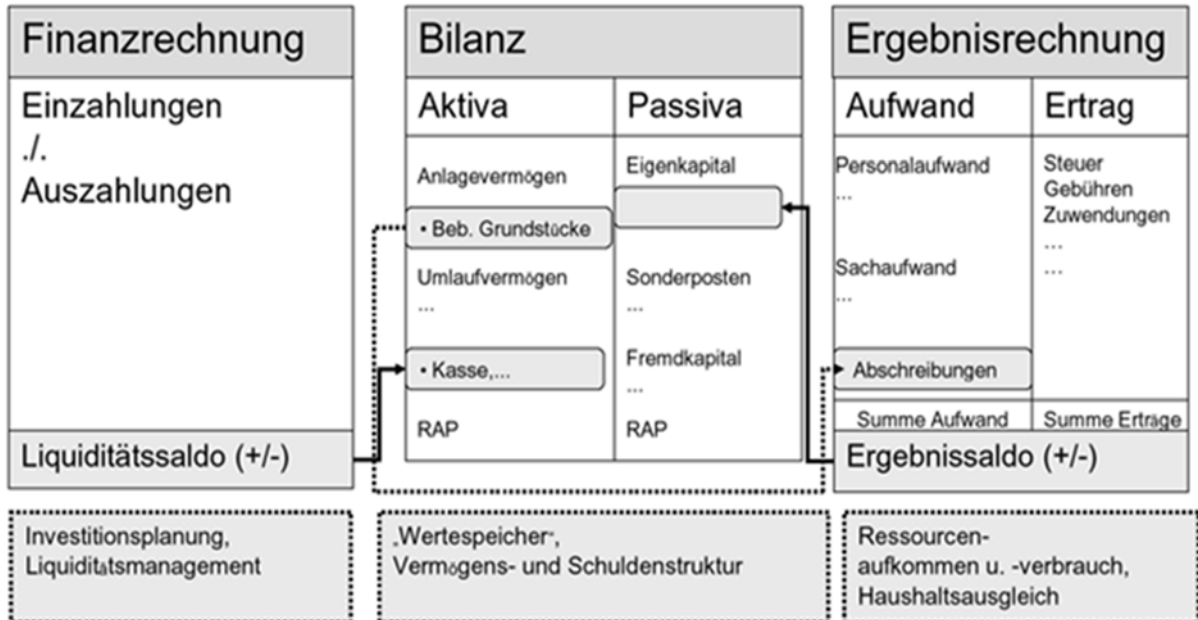 Finanzrechnung
Einzahlungen
./.
Auszahlungen
Liquiditätssaldo (+/-)
Bilanz
Aktiva
Anlagevermögen
• Beb. Grundstücke
Umlaufvermögen
...
• Kasse,...
RAP
Passiva
Eigenkapital
Sonderposten
...
Fremdkapital
...
RAP
Ergebnisrechnung
Aufwand
Personalaufwand
...
Sachaufwand
...
Abschreibungen
Summe Aufwand
Ertrag
Steuer
Gebühren
Zuwendungen
...
...
Summe Erträge
Ergebnissaldo (+/-)
Investitionsplanung,
Liquiditätsmanagement
„Wertespeicher“,
Vermögens- und Schuldenstruktur
Ressourcen-
aufkommen u. -verbrauch,
Haushaltsausgleich